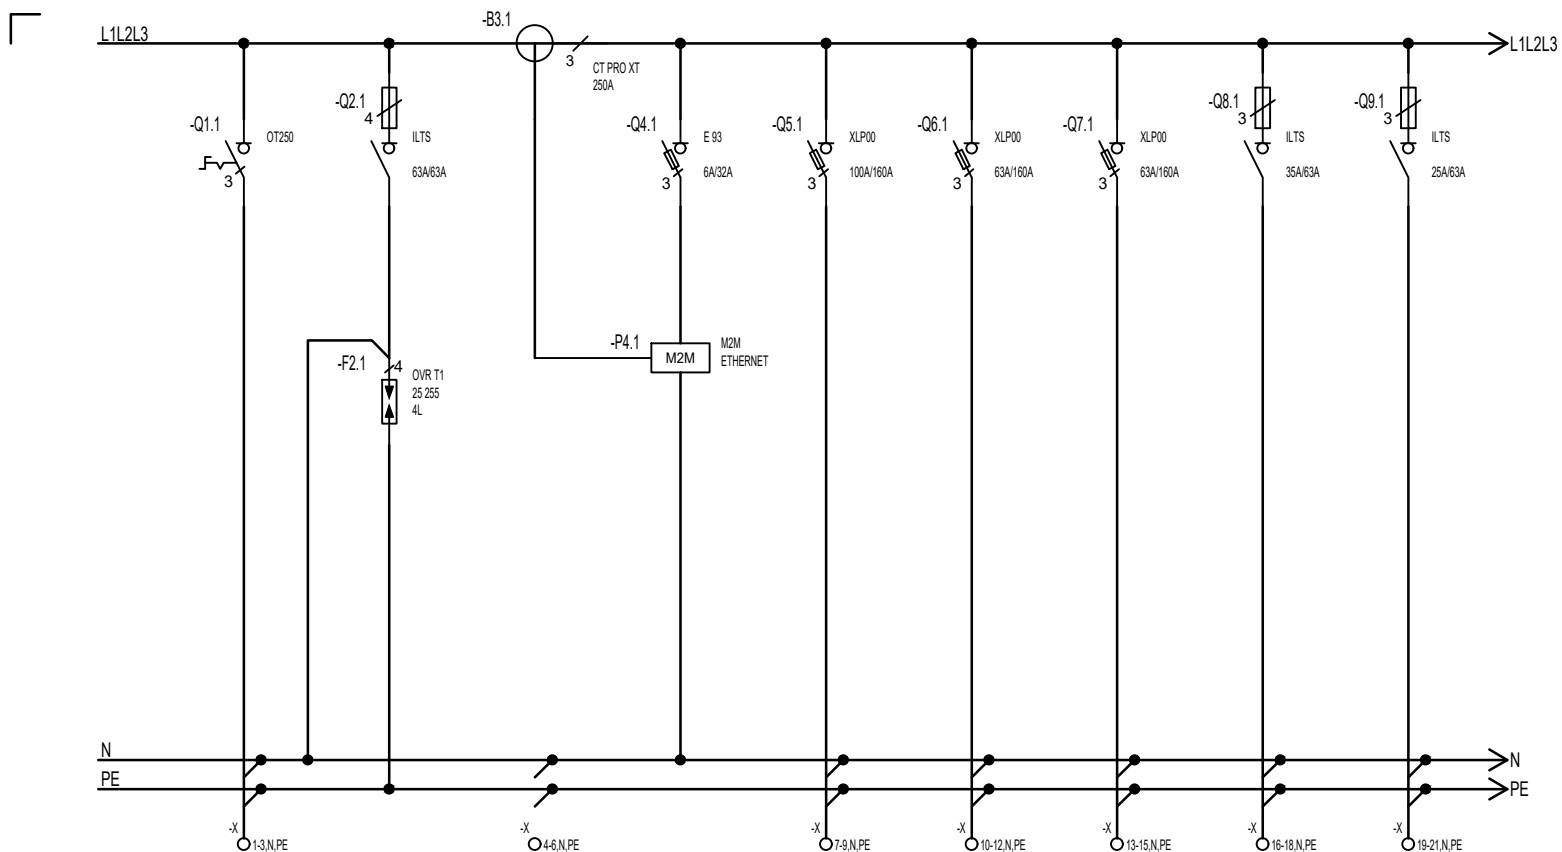 -B3.1
L1L2L3
L1L2L3
3
CT PRO XT
250A
-Q1.1
OT250
3
-Q2.1
4
ILTS
63A/63A
-Q4.1
E 93
3
6A/32A
-Q5.1
XLP00
3
100A/160A
-Q6.1
XLP00
3
63A/160A
-Q7.1
XLP00
3
63A/160A
-Q8.1
3
ILTS
35A/63A
-Q9.1
3
ILTS
25A/63A
-F2.1
4
OVR T1
25 255
4L
-P4.1
M2M
M2M
ETHERNET
N
N
PE
PE
-X
1-3,N,PE
-X
4-6,N,PE
-X
7-9,N,PE
-X
10-12,N,PE
-X
13-15,N,PE
-X
16-18,N,PE
-X
19-21,N,PE